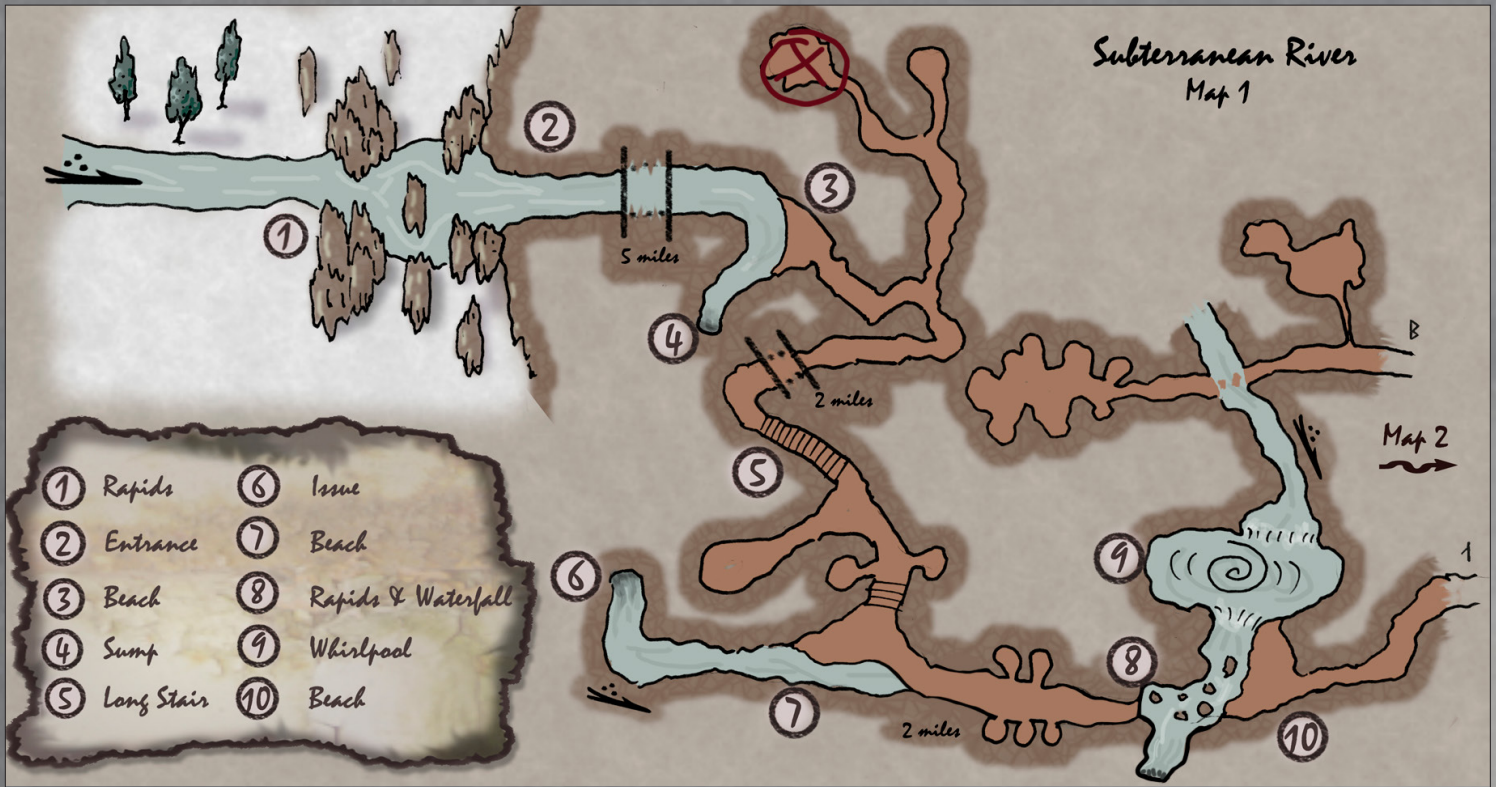 Subterranean River
Map 1
2
3
1
5 miles
4
2 miles
B
Map 2
5
9
1
6
8
7
2 miles
10
1 Rapids
2 Entrance
3 Beach
4 Sump
5 Long Stair
6 Issue
7 Beach
8 Rapids & Waterfall
9 Whirlpool
10 Beach